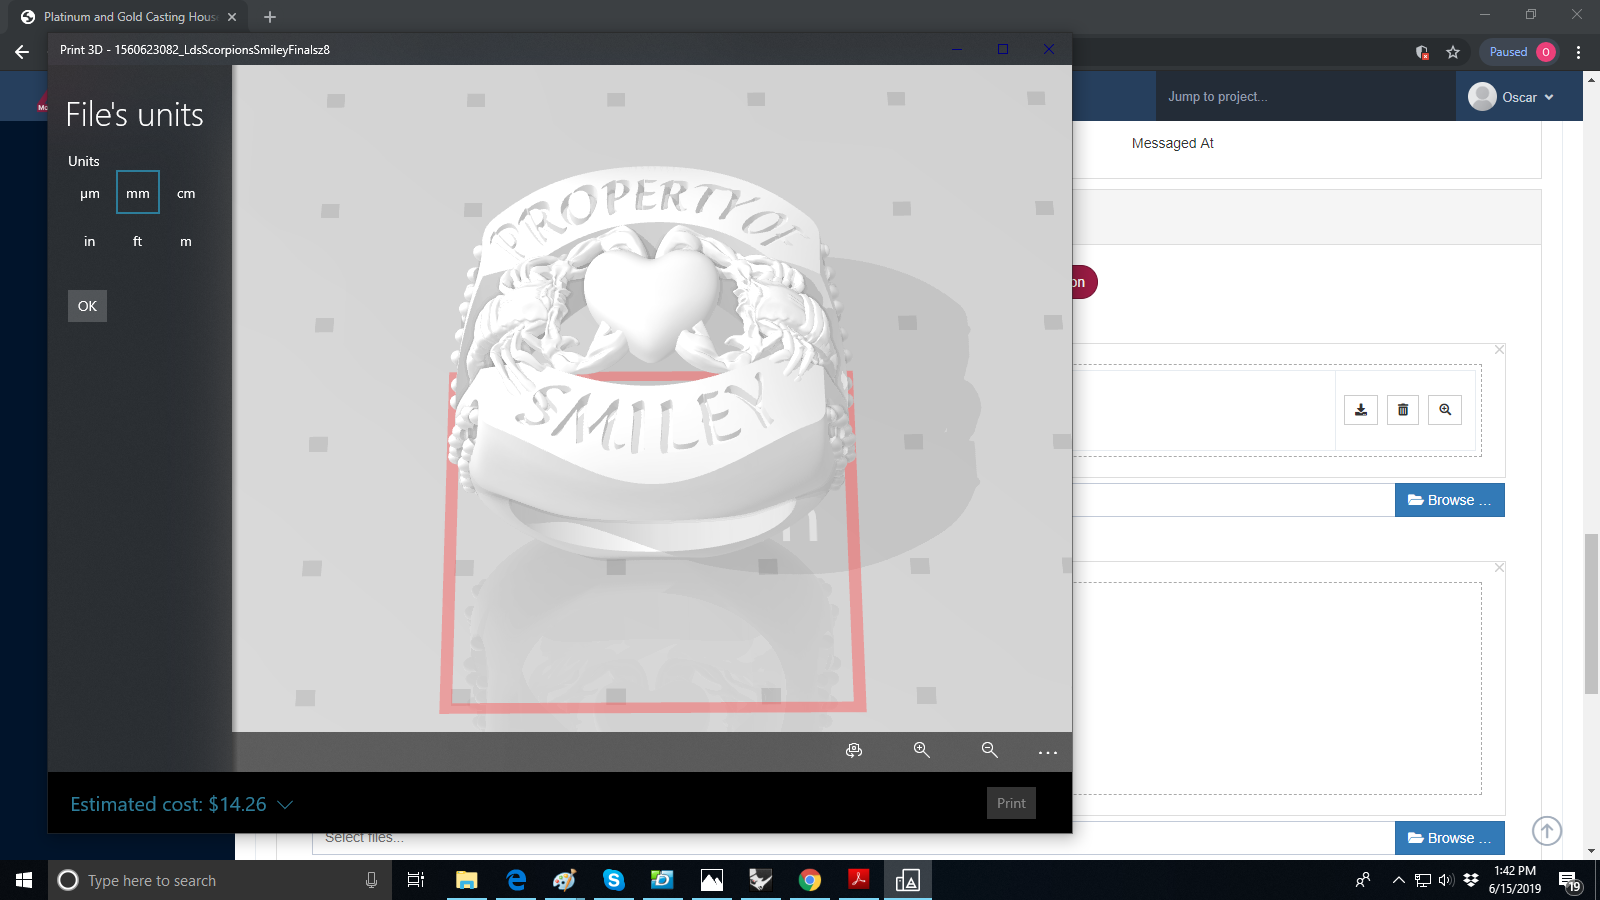 Platinum and Gold Casting Hous
Print 3D - 1560623082_LdsScorpionsSmileyFinalsz8
Paused 0
Jump to project...
Oscar
File's units
Units
µm mm cm
in ft m
OK
Messaged At
PROPERTY OF
SMILEY
on
Browse ...
Estimated cost: $14.26
Print
Select files...
Browse ...
Type here to search
1:42 PM
6/15/2019
19